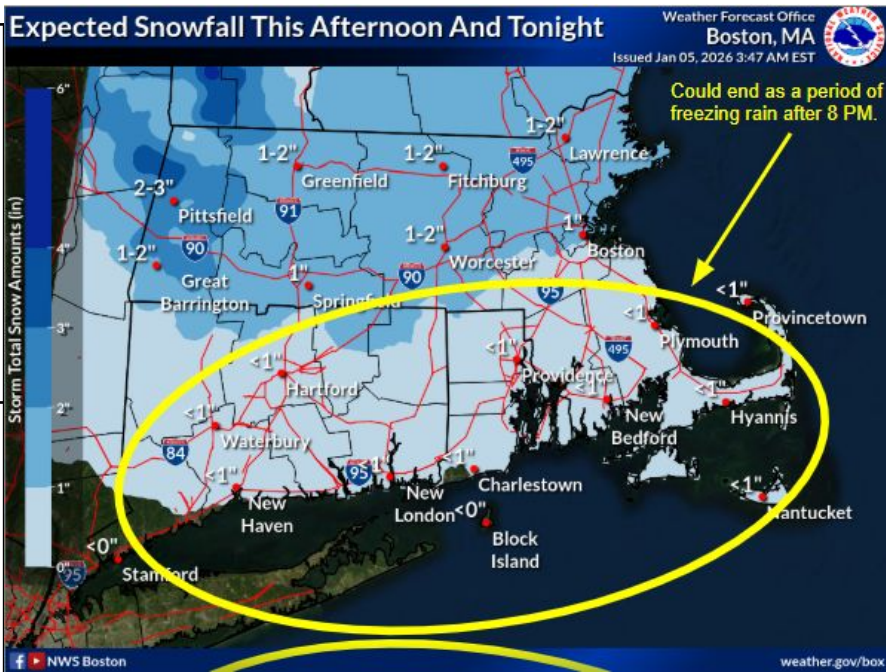 Expected Snowfall This Afternoon And Tonight
Weather Forecast Office
Boston, MA
Issued Jan 05, 2026 3:47 AM EST
NATIONAL WEATHER SERVICE
Could end as a period of
freezing rain after 8 PM.
Storm Total Snow Amounts (in)
6"
4"
3"
2"
1"
0"
1-2"
Lawrence
495
1-2"
Greenfield
1-2"
Fitchburg
2-3"
Pittsfield
91
90
1-2"
Great
Barrington
1"
Springfield
1-2"
Worcester
90
1"
Boston
95
<1"
Provincetown
<1
Plymouth
495
<1"
Hartford
<1"
Providence
<1"
New
Bedford
<1"
Hyannis
<1"
Waterbury
84
<1"
New
Haven
95
<1"
New
London
<1"
Charlestown
<0"
Block
Island
<1"
Nantucket
<0"
Stamford
95
NWS Boston
weather.gov/box